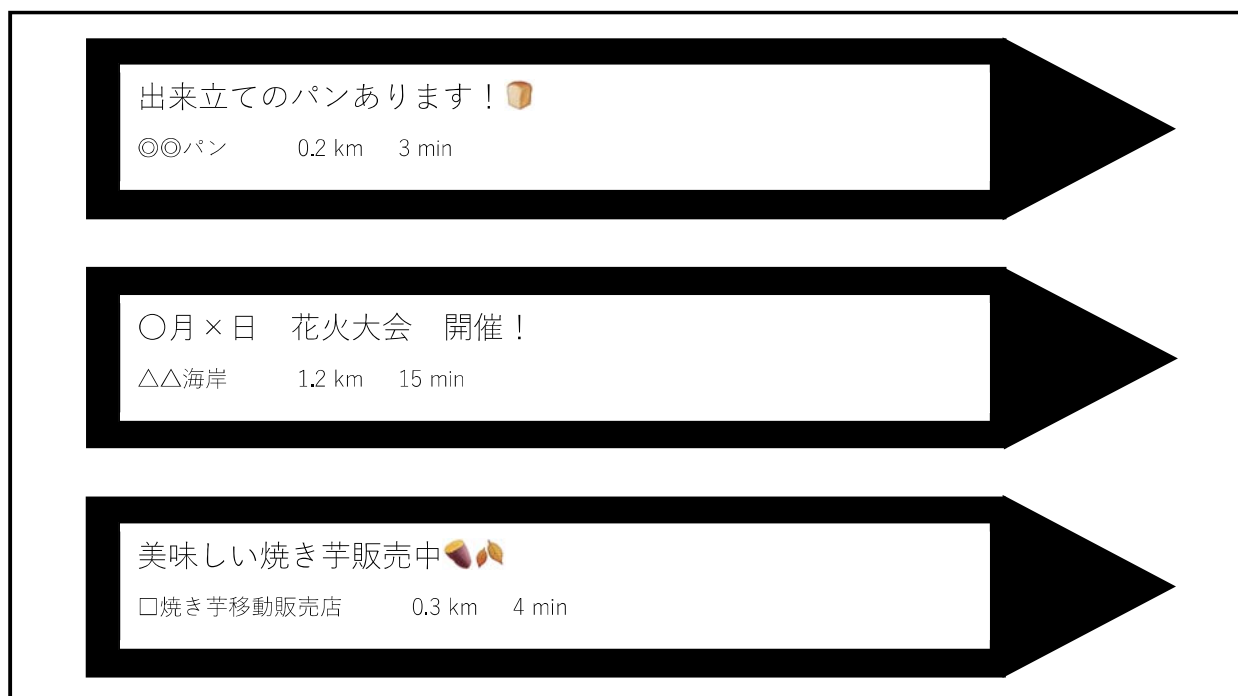 出来立てのパンあります！🍞
◎◎パン　0.2 km　3 min
〇月×日　花火大会　開催！
△△海岸　1.2 km　15 min
美味しい焼き芋販売中🍠🍂
□焼き芋移動販売店　0.3 km　4 min